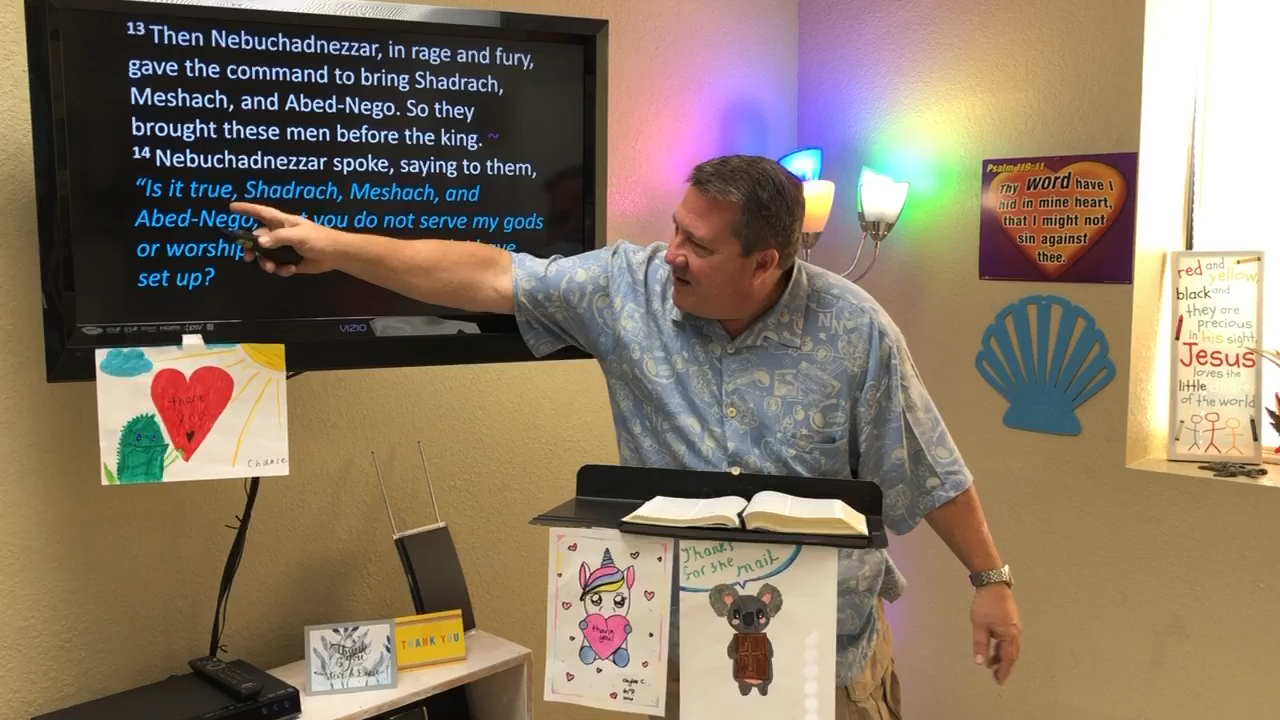 13 Then Nebuchadnezzar, in rage and fury,
gave the command to bring Shadrach,
Meshach, and Abed-Nego. So they
brought these men before the king. ~
14 Nebuchadnezzar spoke, saying to them,
“Is it true, Shadrach, Meshach, and
Abed-Nego, you do not serve my gods
or worship
set up?
VIZIO
thank
you
Chance
THANK YOU
Thank
you
thank
you!
Thanks
for the mail
Psalm 119:11
Thy word have I
hid in mine heart,
that I might not
sin against
thee.
red and
yellow,
black and
they are
precious
in His sight,
Jesus
loves the
little
of the world
NN